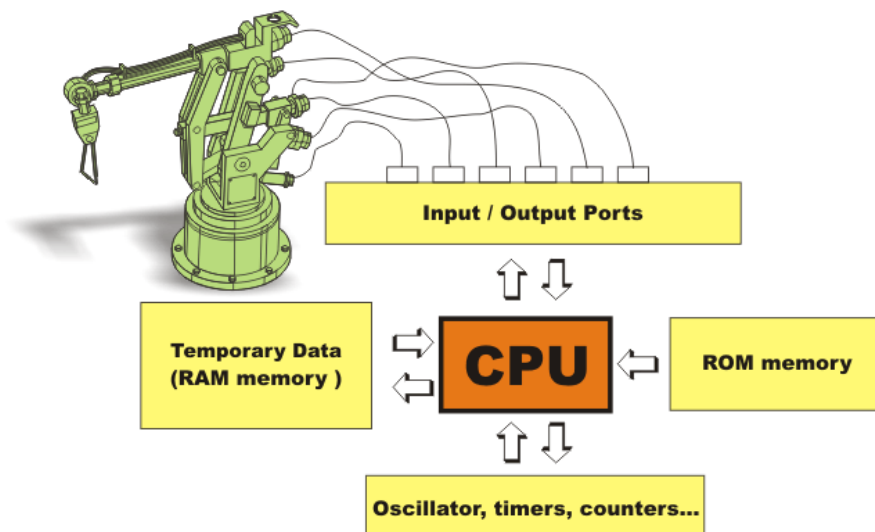 Input / Output Ports
Temporary Data
(RAM memory )
CPU
ROM memory
Oscillator, timers, counters...